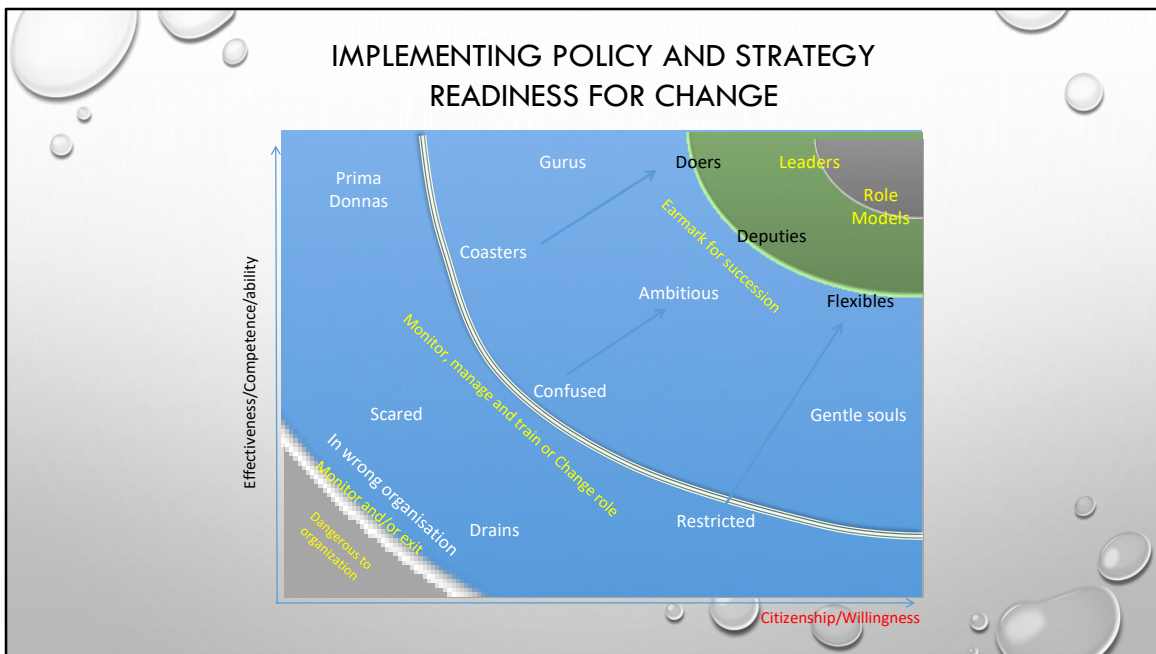 IMPLEMENTING POLICY AND STRATEGY
READINESS FOR CHANGE
Effectiveness/Competence/ability
Prima
Donnas
Gurus
Doers
Leaders
Role
Models
Coasters
Earmark for succession
Deputies
Ambitious
Flexibles
Monitor, manage and train or Change role
Confused
Scared
Gentle souls
In wrong organisation
Monitor and/or exit
Dangerous to
organization
Drains
Restricted
Citizenship/Willingness